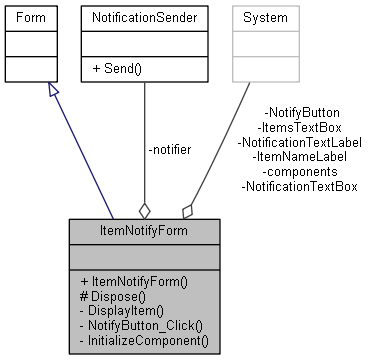 Form
NotificationSender
+ Send()
System
-notifier
-NotifyButton
-ItemsTextBox
-NotificationTextLabel
-ItemNameLabel
-components
-NotificationTextBox
ItemNotifyForm
+ ItemNotifyForm()
# Dispose()
- DisplayItem()
- NotifyButton_Click()
- InitializeComponent()